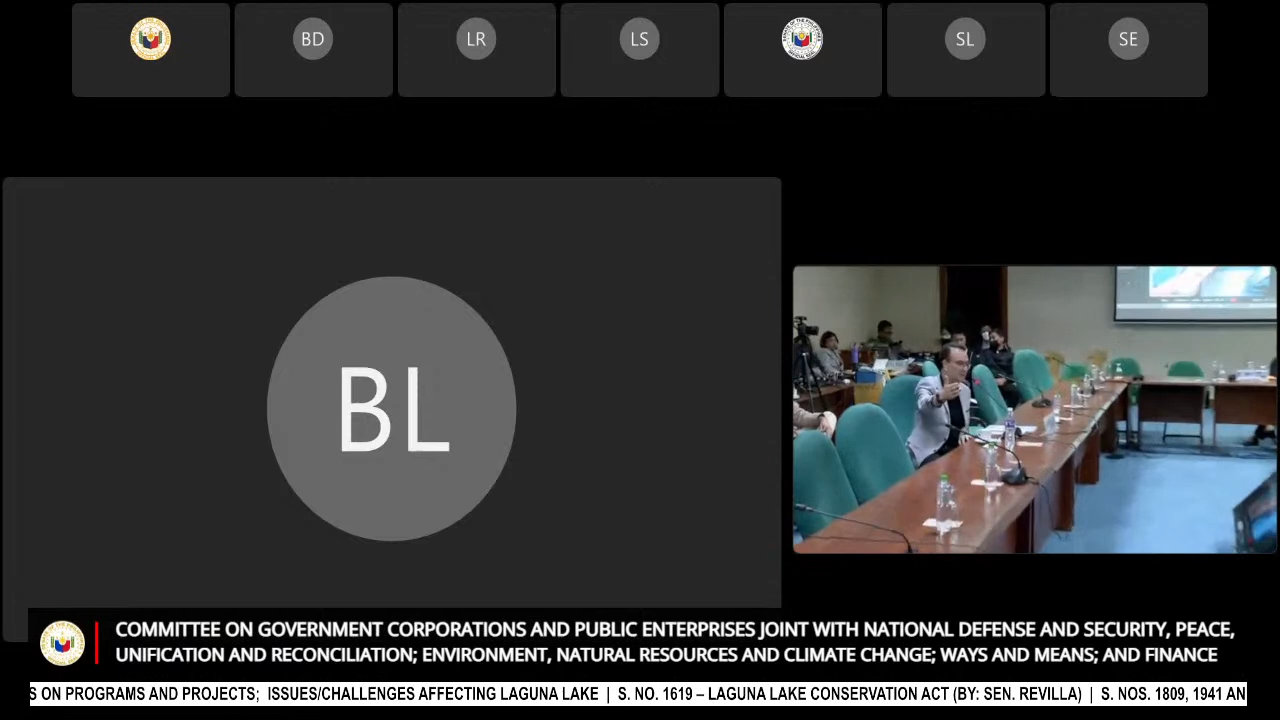 BD
LR
LS
SL
SE
BL
COMMITTEE ON GOVERNMENT CORPORATIONS AND PUBLIC ENTERPRISES JOINT WITH NATIONAL DEFENSE AND SECURITY, PEACE,
UNIFICATION AND RECONCILIATION; ENVIRONMENT, NATURAL RESOURCES AND CLIMATE CHANGE; WAYS AND MEANS; AND FINANCE
S ON PROGRAMS AND PROJECTS; ISSUES/CHALLENGES AFFECTING LAGUNA LAKE | S. NO. 1619 – LAGUNA LAKE CONSERVATION ACT (BY: SEN. REVILLA) | S. NOS. 1809, 1941 AN